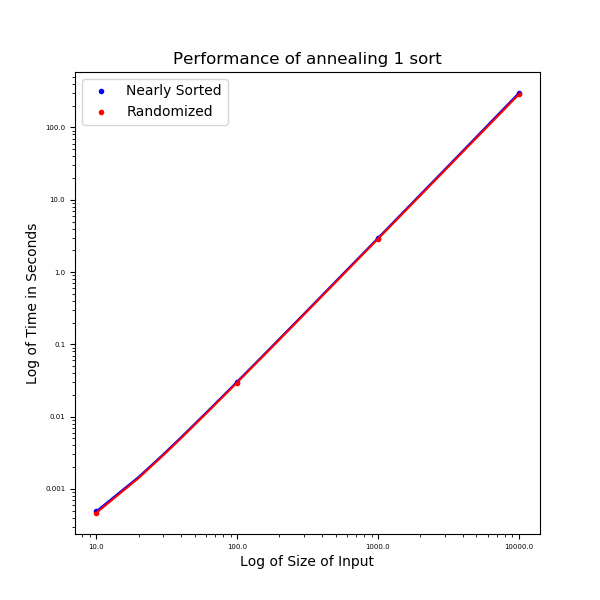 Performance of annealing 1 sort
Nearly Sorted
Randomized
Log of Time in Seconds
100.0
10.0
1.0
0.1
0.01
0.001
10.0 100.0 1000.0 10000.0
Log of Size of Input